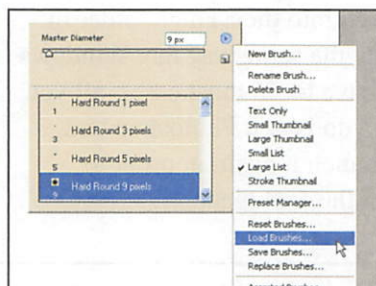 Master Diameter 9 px
New Brush...
Rename Brush...
Delete Brush
Text Only
Small Thumbnail
Large Thumbnail
Small List
Large List
Stroke Thumbnail
Preset Manager...
Reset Brushes...
Load Brushes...
Save Brushes...
Replace Brushes...
Hard Round 1 pixel
1
Hard Round 3 pixels
3
Hard Round 5 pixels
5
Hard Round 9 pixels
9